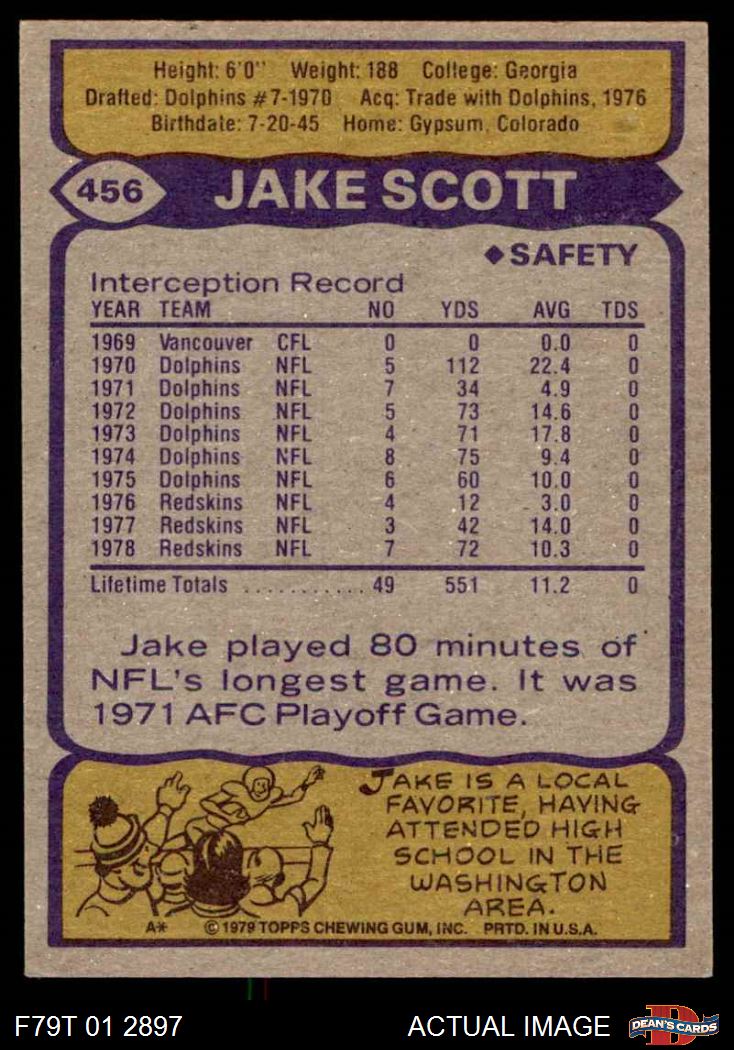 Height: 6'0" Weight: 188 College: Georgia
Drafted: Dolphins #7-1970 Acq: Trade with Dolphins, 1976
Birthdate: 7-20-45 Home: Gypsum, Colorado
456 JAKE SCOTT
◆SAFETY
Interception Record
YEAR TEAM NO YDS AVG TDS
1969 Vancouver CFL 0 0 0.0 0
1970 Dolphins NFL 5 112 22.4 0
1971 Dolphins NFL 7 34 4.9 0
1972 Dolphins NFL 5 73 14.6 0
1973 Dolphins NFL 4 71 17.8 0
1974 Dolphins NFL 8 75 9.4 0
1975 Dolphins NFL 6 60 10.0 0
1976 Redskins NFL 4 12 3.0 0
1977 Redskins NFL 3 42 14.0 0
1978 Redskins NFL 7 72 10.3 0
Lifetime Totals ........... 49 551 11.2 0
Jake played 80 minutes of
NFL's longest game. It was
1971 AFC Playoff Game.
JAKE IS A LOCAL
FAVORITE, HAVING
ATTENDED HIGH
SCHOOL IN THE
WASHINGTON
AREA.
A* © 1979 TOPPS CHEWING GUM, INC. PRTD. IN U.S.A.
F79T 01 2897 ACTUAL IMAGE DEAN'S CARDS